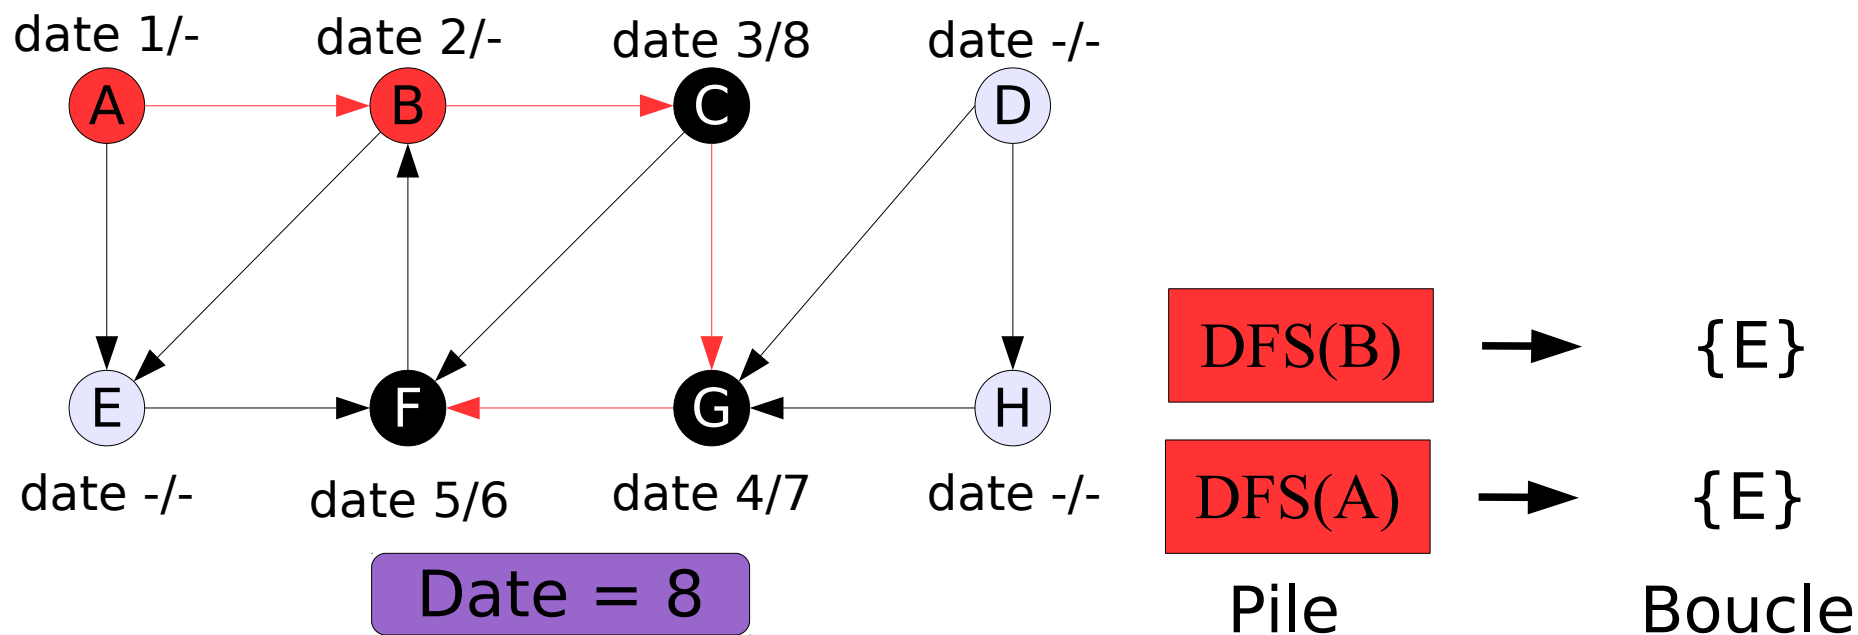 date 1/- date 2/- date 3/8 date -/-
A B C D
DFS(B) {E}
E F G H
date -/- date 5/6 date 4/7 date -/-
DFS(A) {E}
Date = 8
Pile Boucle